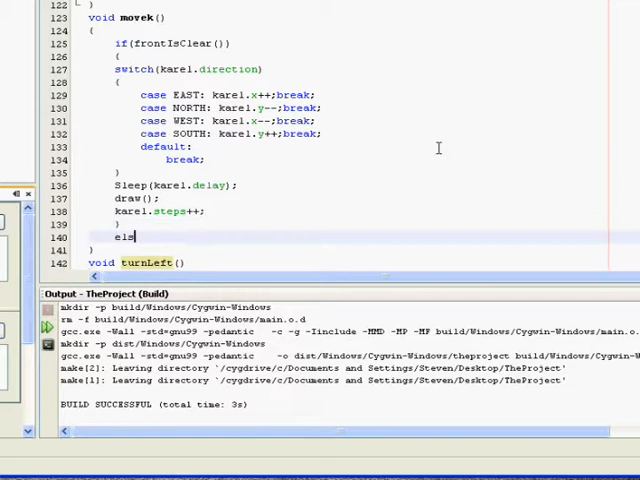 122
123 void movek()
124 {
125 if(frontIsClear())
126 {
127 switch(karel.direction)
128 {
129 case EAST: karel.x++;break;
130 case NORTH: karel.y--;break;
131 case WEST: karel.x--;break;
132 case SOUTH: karel.y++;break;
133 default:
134 break;
135 }
136 Sleep(karel.delay);
137 draw();
138 karel.steps++;
139 }
140 els
141 }
142 void turnLeft()
Output - TheProject (Build)
mkdir -p build/Windows/Cygwin-Windows
rm -f build/Windows/Cygwin-Windows/main.o.d
gcc.exe -Wall -std=gnu99 -pedantic -c -g -Iinclude -MMD -MP -MF build/Windows/Cygwin-Windows/main.o.
mkdir -p dist/Windows/Cygwin-Windows
gcc.exe -Wall -std=gnu99 -pedantic -o dist/Windows/Cygwin-Windows/theproject build/Windows/Cygwin-W
make[2]: Leaving directory `/cygdrive/c/Documents and Settings/Steven/Desktop/TheProject'
make[1]: Leaving directory `/cygdrive/c/Documents and Settings/Steven/Desktop/TheProject'
BUILD SUCCESSFUL (total time: 3s)